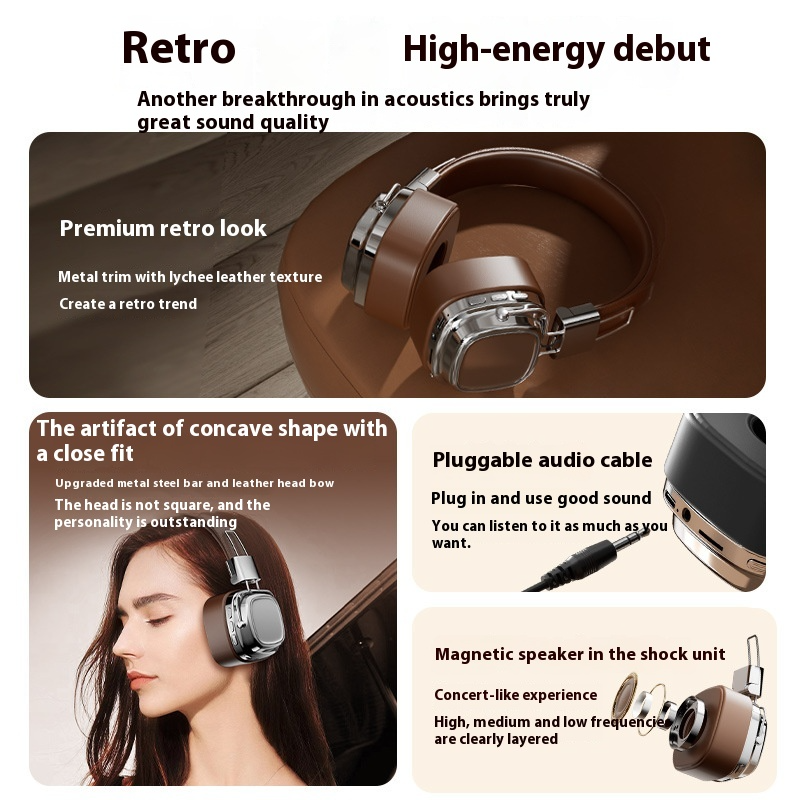 Retro
High-energy debut
Another breakthrough in acoustics brings truly
great sound quality
Premium retro look
Metal trim with lychee leather texture
Create a retro trend
The artifact of concave shape with
a close fit
Upgraded metal steel bar and leather head bow
The head is not square, and the
personality is outstanding
Pluggable audio cable
Plug in and use good sound
You can listen to it as much as you
want.
Magnetic speaker in the shock unit
Concert-like experience
High, medium and low frequencies
are clearly layered